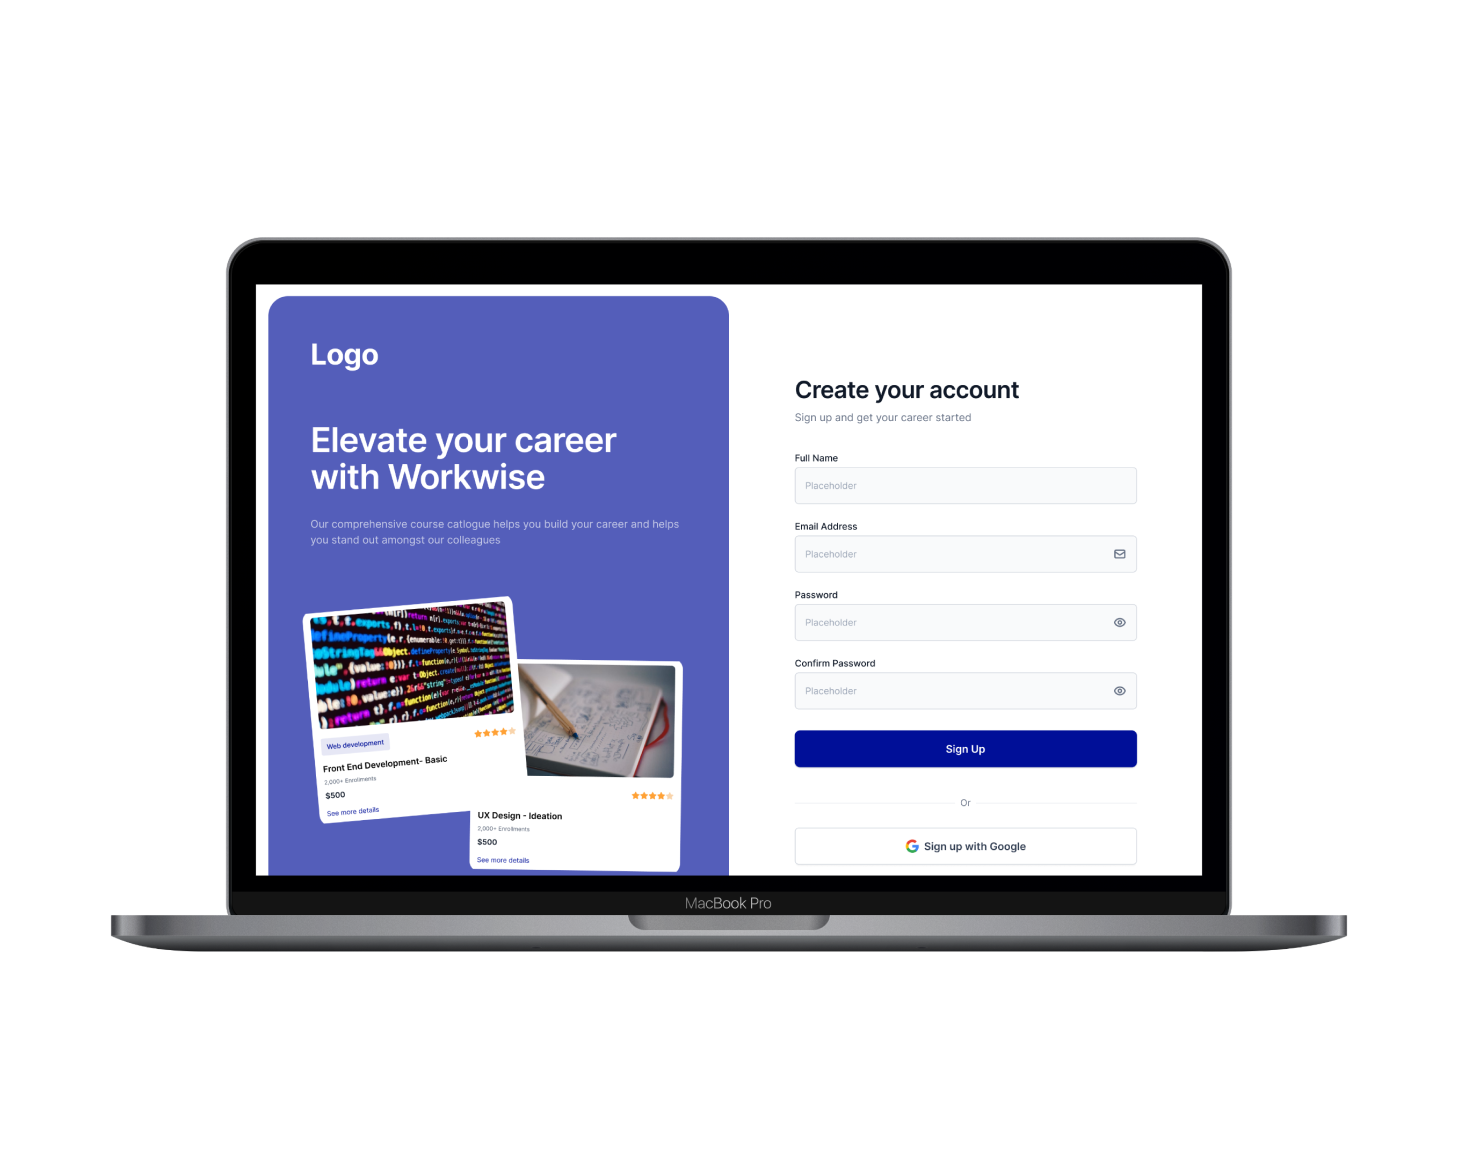 Logo
Elevate your career
with Workwise
Our comprehensive course catlogue helps you build your career and helps
you stand out amongst our colleagues
Web development
Front End Development- Basic
2,000+ Enrollments
$500
See more details
UX Design - Ideation
2,000+ Enrollments
$500
See more details
Create your account
Sign up and get your career started
Full Name
Placeholder
Email Address
Placeholder
Password
Placeholder
Confirm Password
Placeholder
Sign Up
Or
Sign up with Google
MacBook Pro